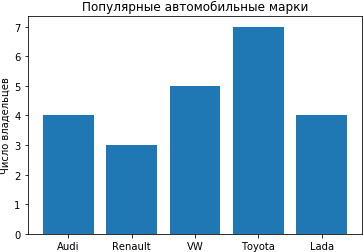 Популярные автомобильные марки
Число владельцев
7
6
5
4
3
2
1
0
Audi Renault VW Toyota Lada